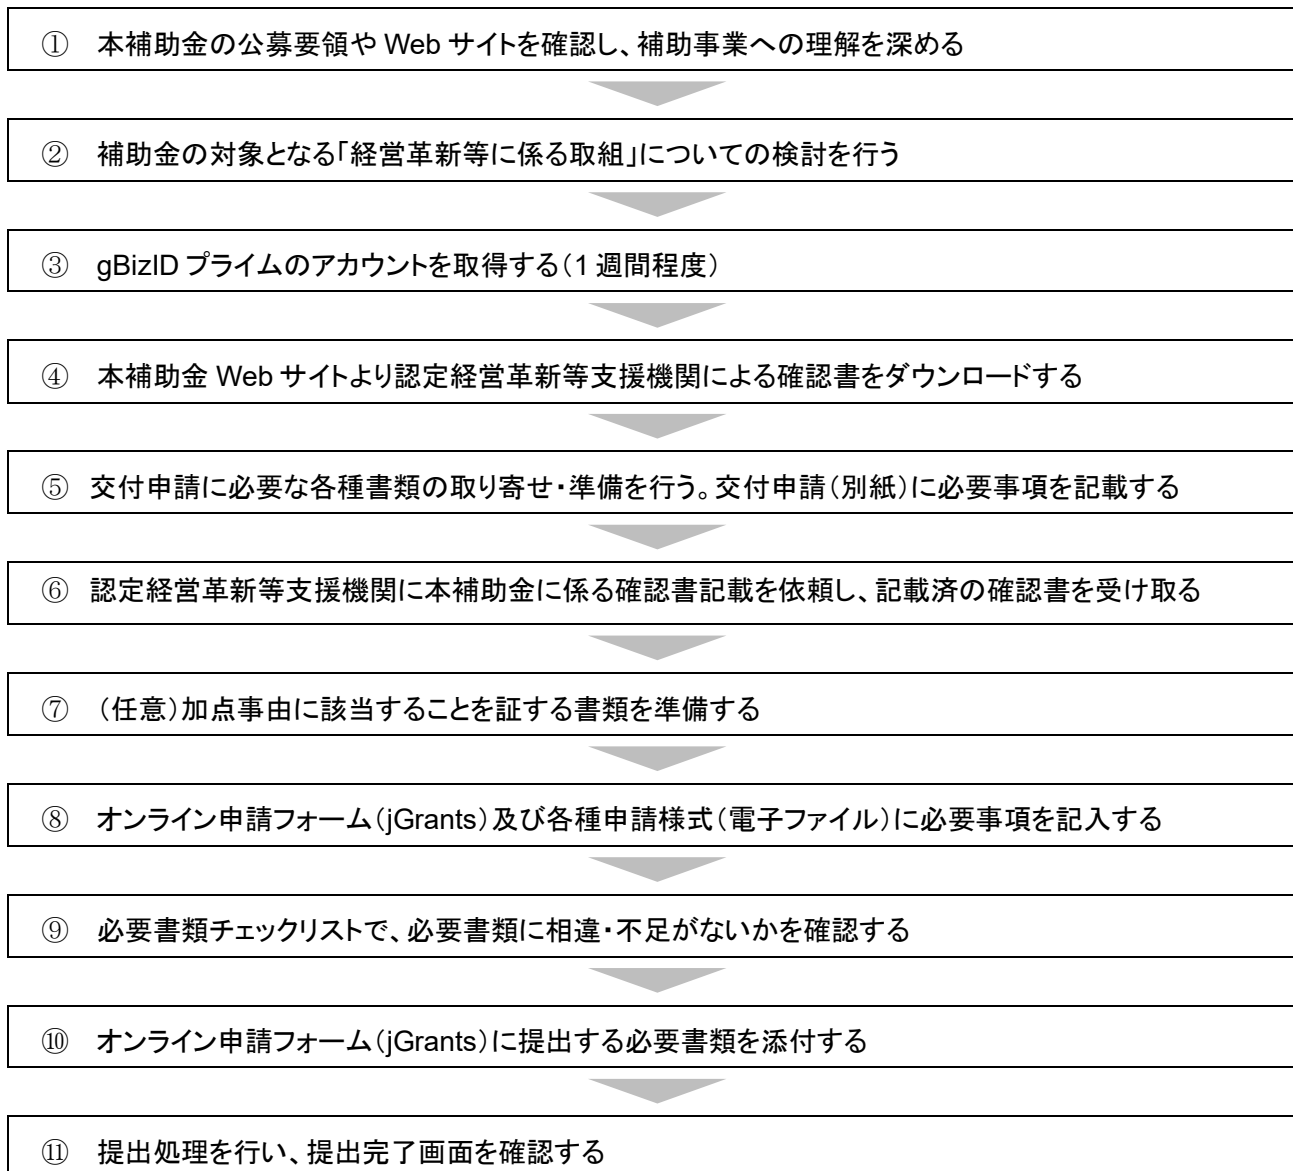 ① 本補助金の公募要領や Web サイトを確認し、補助事業への理解を深める
② 補助金の対象となる「経営革新等に係る取組」についての検討を行う
③ gBizID プライムのアカウントを取得する（1 週間程度）
④ 本補助金 Web サイトより認定経営革新等支援機関による確認書をダウンロードする
⑤ 交付申請に必要な各種書類の取り寄せ・準備を行う。交付申請（別紙）に必要事項を記載する
⑥ 認定経営革新等支援機関に本補助金に係る確認書記載を依頼し、記載済の確認書を受け取る
⑦ （任意）加点事由に該当することを証する書類を準備する
⑧ オンライン申請フォーム（jGrants）及び各種申請様式（電子ファイル）に必要事項を記入する
⑨ 必要書類チェックリストで、必要書類に相違・不足がないかを確認する
⑩ オンライン申請フォーム（jGrants）に提出する必要書類を添付する
⑪ 提出処理を行い、提出完了画面を確認する